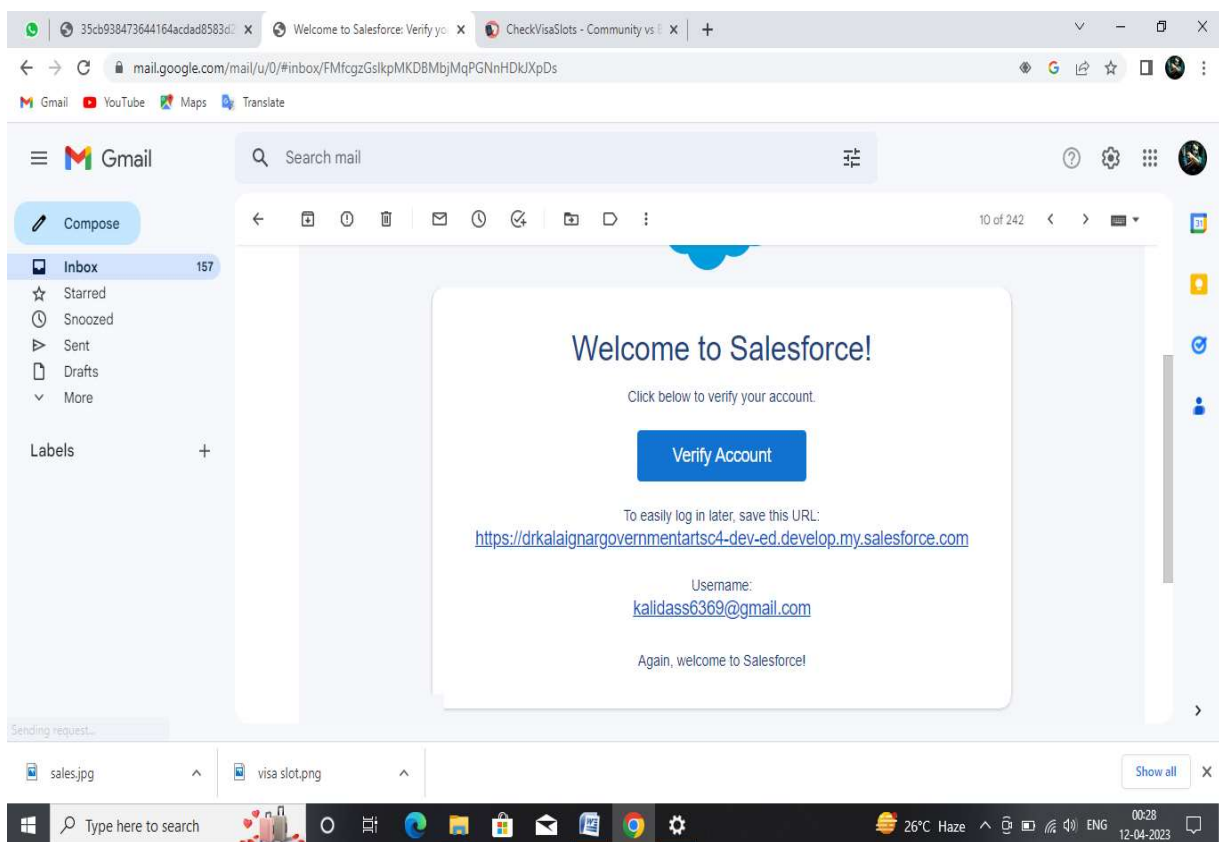 35cb938473644164acdad8583d
Welcome to Salesforce: Verify yo
CheckVisaSlots - Community vs E
mail.google.com/mail/u/0/#inbox/FMfcgzGslkpMKDBMbjMqPGNnHDkJXpDs
Gmail YouTube Maps Translate
Gmail
Search mail
Compose
10 of 242
31
Inbox 157
Starred
Snoozed
Sent
Drafts
More
Labels
Welcome to Salesforce!
Click below to verify your account.
Verify Account
To easily log in later, save this URL:
https://drkalaignargovernmentartsc4-dev-ed.develop.my.salesforce.com
Username:
kalidass6369@gmail.com
Again, welcome to Salesforce!
Sending request...
sales.jpg
visa slot.png
Show all
Type here to search
26°C Haze
ENG
00:28
12-04-2023